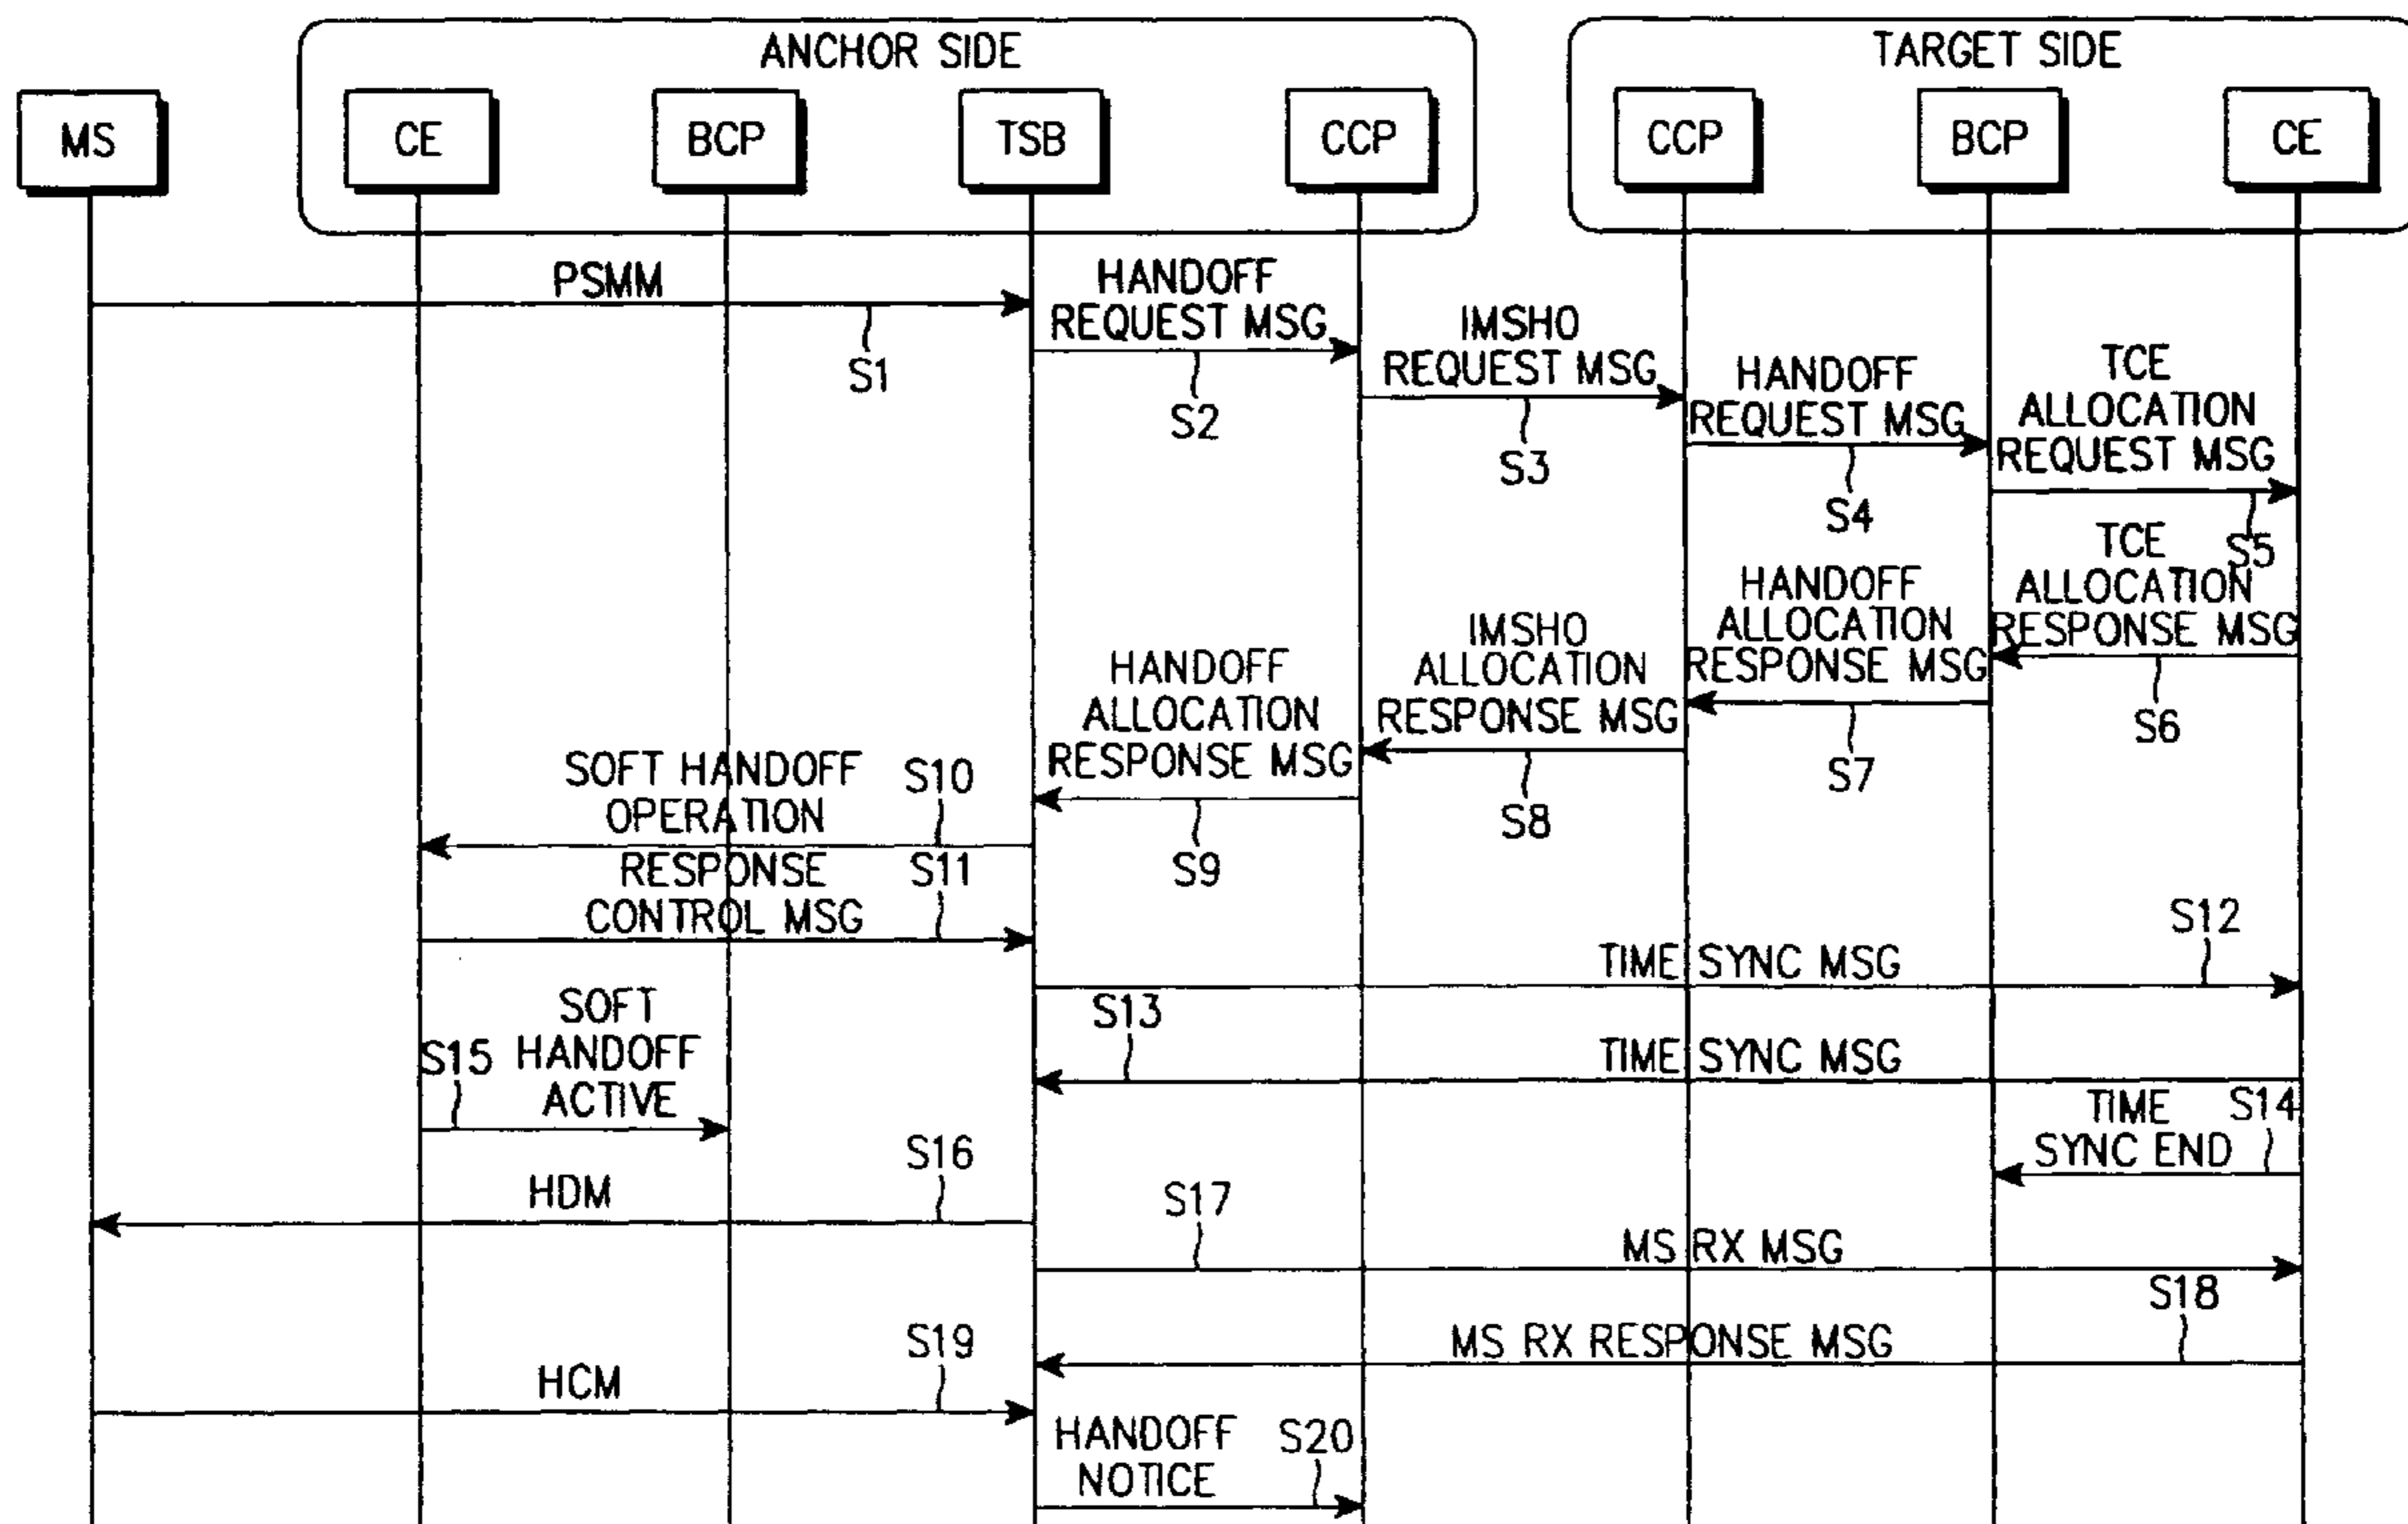 ANCHOR SIDE
TARGET SIDE
MS
CE
BCP
TSB
CCP
CCP
BCP
CE
PSMM
S1
HANDOFF
REQUEST MSG
S2
IMSHO
REQUEST MSG
S3
HANDOFF
REQUEST MSG
S4
TCE
ALLOCATION
REQUEST MSG
S5
TCE
ALLOCATION
RESPONSE MSG
S6
HANDOFF
ALLOCATION
RESPONSE MSG
S7
IMSHO
ALLOCATION
RESPONSE MSG
S8
HANDOFF
ALLOCATION
RESPONSE MSG
S9
SOFT HANDOFF
OPERATION
S10
RESPONSE
CONTROL MSG
S11
TIME SYNC MSG
S12
S13
TIME SYNC MSG
TIME
SYNC END
S14
S15
SOFT
HANDOFF
ACTIVE
S16
HDM
S17
MS RX MSG
S18
MS RX RESPONSE MSG
S19
HCM
HANDOFF
NOTICE
S20